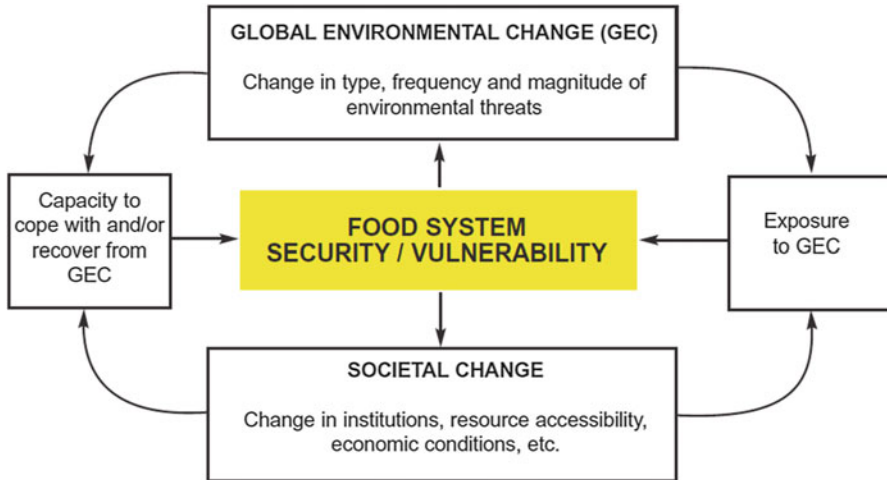 GLOBAL ENVIRONMENTAL CHANGE (GEC)
Change in type, frequency and magnitude of
environmental threats
Capacity to
cope with and/or
recover from
GEC
FOOD SYSTEM
SECURITY / VULNERABILITY
Exposure
to GEC
SOCIETAL CHANGE
Change in institutions, resource accessibility,
economic conditions, etc.